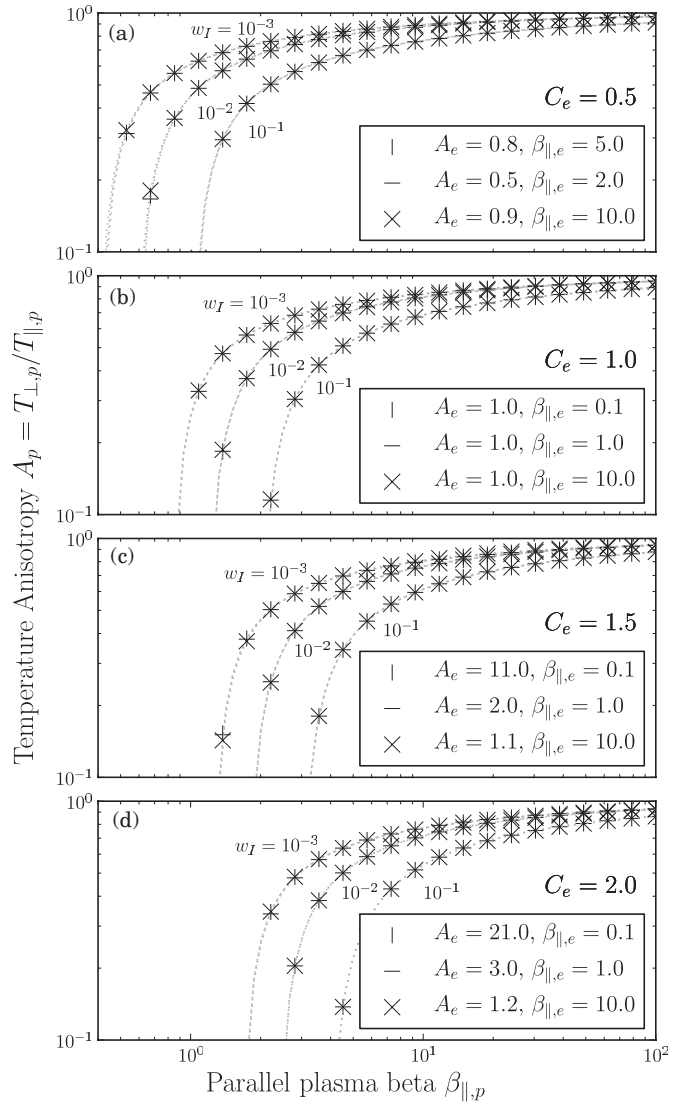 Temperature Anisotropy A_p = T_{⊥,p}/T_{∥,p}
10^0
(a)
w_I = 10^{-3}
10^{-2}
10^{-1}
C_e = 0.5
A_e = 0.8, β_{∥,e} = 5.0
A_e = 0.5, β_{∥,e} = 2.0
A_e = 0.9, β_{∥,e} = 10.0
10^{-1}
10^0
(b)
w_I = 10^{-3}
10^{-2}
10^{-1}
C_e = 1.0
A_e = 1.0, β_{∥,e} = 0.1
A_e = 1.0, β_{∥,e} = 1.0
A_e = 1.0, β_{∥,e} = 10.0
10^{-1}
10^0
(c)
w_I = 10^{-3}
10^{-2}
10^{-1}
C_e = 1.5
A_e = 11.0, β_{∥,e} = 0.1
A_e = 2.0, β_{∥,e} = 1.0
A_e = 1.1, β_{∥,e} = 10.0
10^{-1}
10^0
(d)
w_I = 10^{-3}
10^{-2}
10^{-1}
C_e = 2.0
A_e = 21.0, β_{∥,e} = 0.1
A_e = 3.0, β_{∥,e} = 1.0
A_e = 1.2, β_{∥,e} = 10.0
10^{-1}
10^0 10^1 10^2
Parallel plasma beta β_{∥,p}